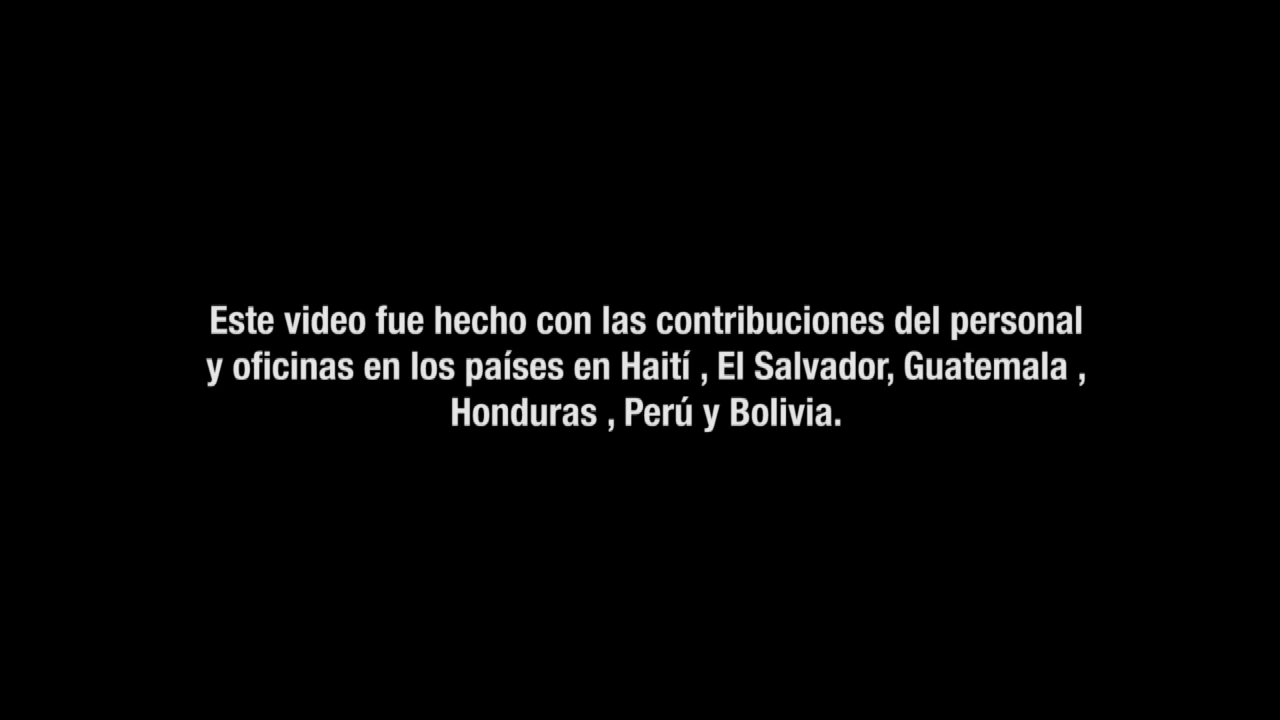 Este video fue hecho con las contribuciones del personal
y oficinas en los países en Haití , El Salvador, Guatemala ,
Honduras , Perú y Bolivia.